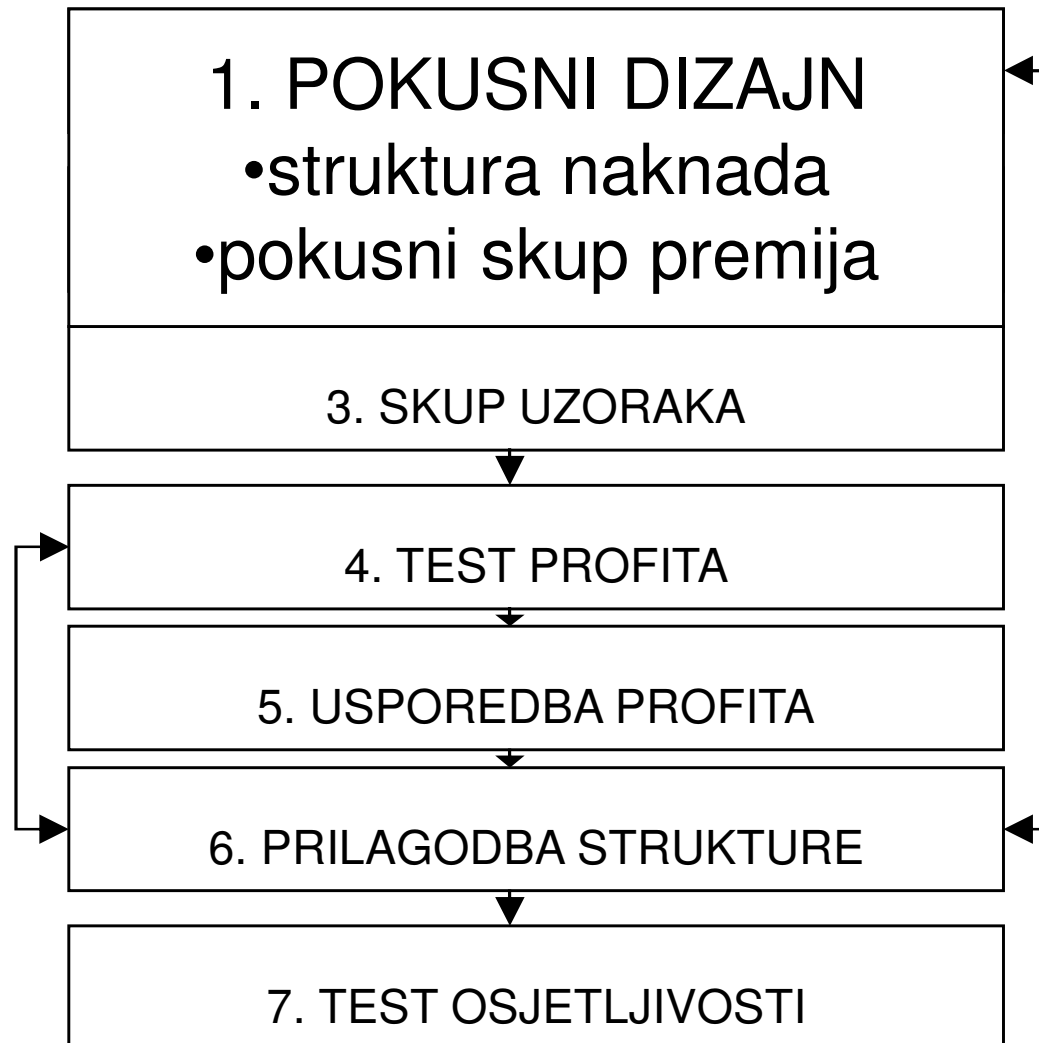 1. POKUSNI DIZAJN
•struktura naknada
•pokusni skup premija
3. SKUP UZORAKA
4. TEST PROFITA
5. USPOREDBA PROFITA
6. PRILAGODBA STRUKTURE
7. TEST OSJETLJIVOSTI